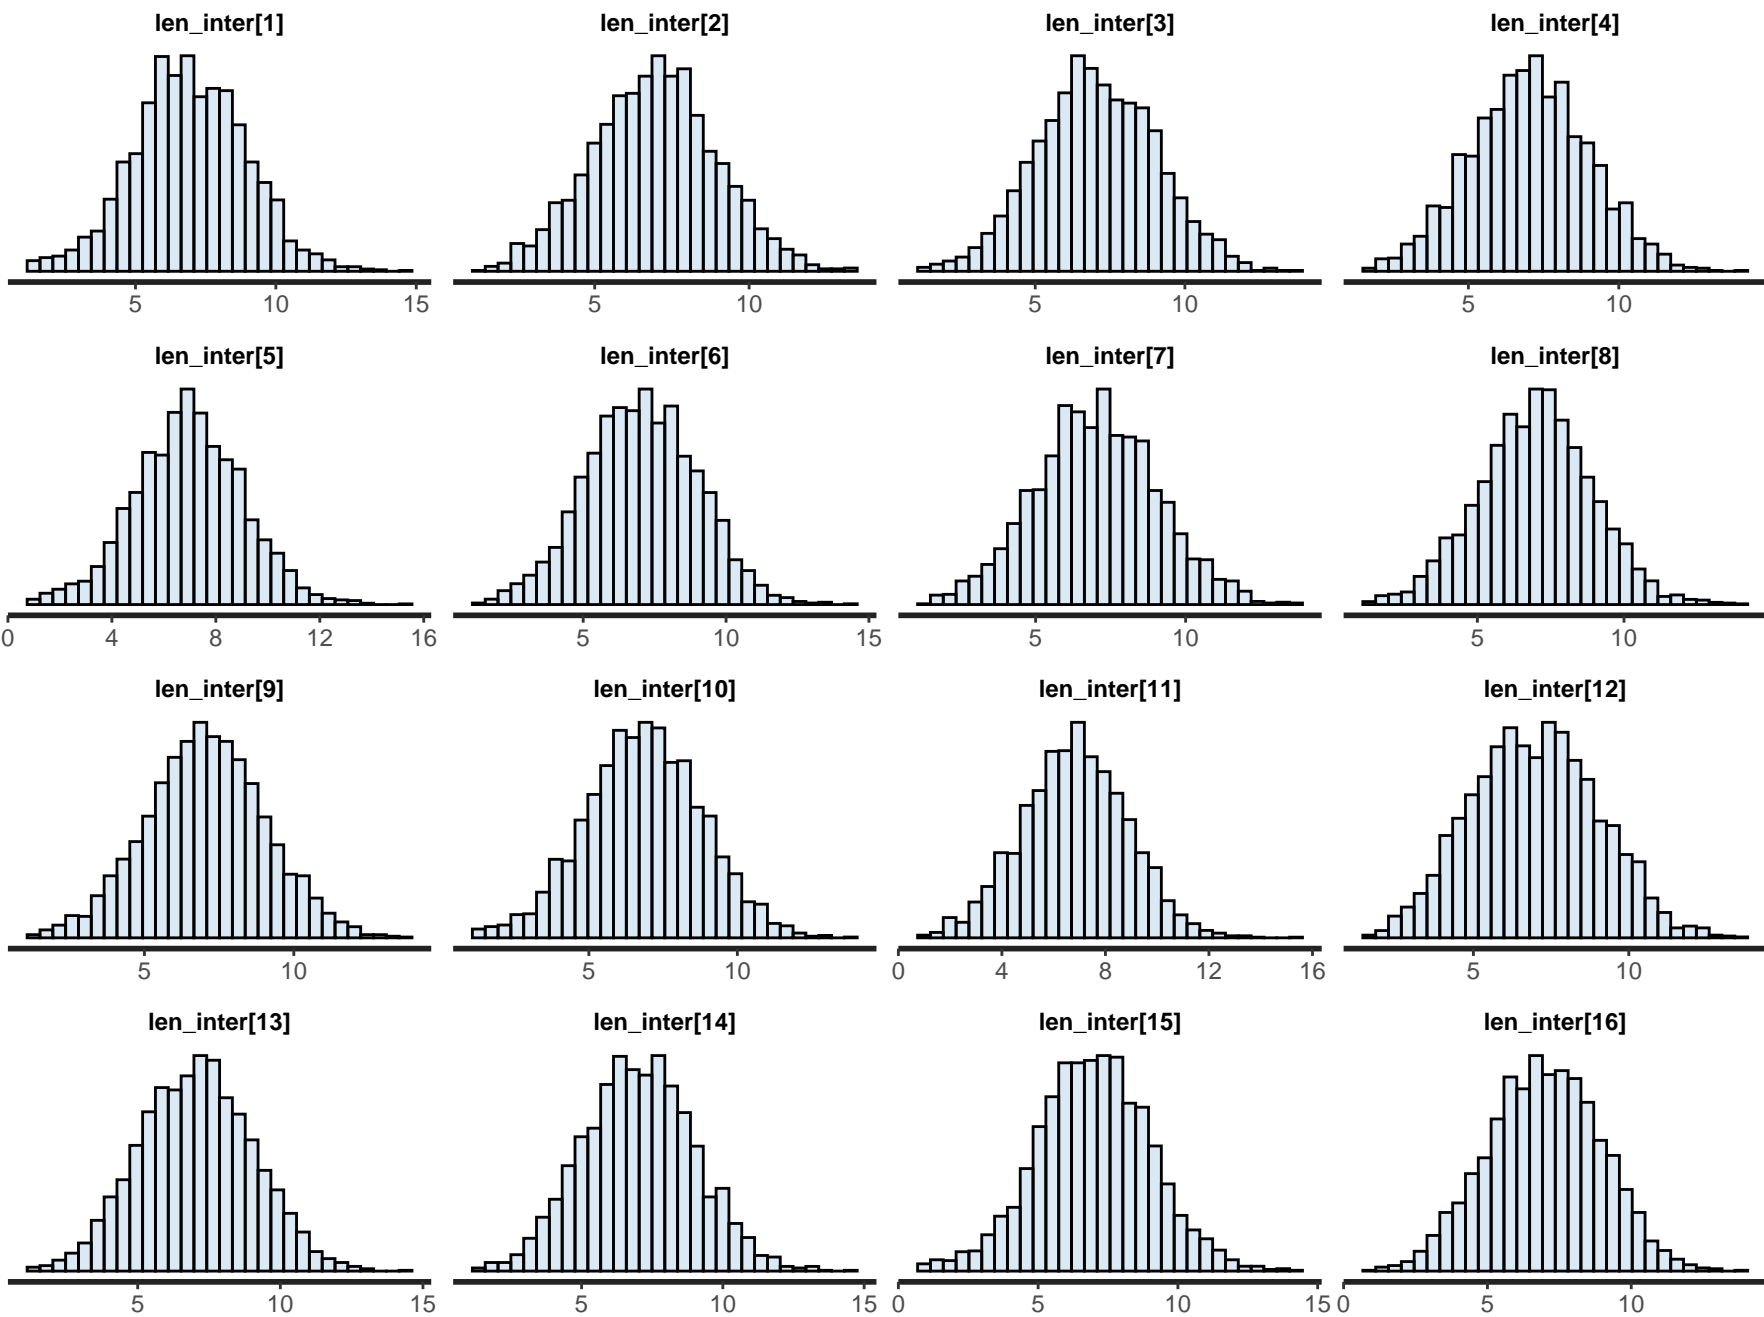 len_inter[1] len_inter[2] len_inter[3] len_inter[4]
5 10 15 5 10 5 10 5 10
len_inter[5] len_inter[6] len_inter[7] len_inter[8]
0 4 8 12 16 5 10 15 5 10 5 10
len_inter[9] len_inter[10] len_inter[11] len_inter[12]
5 10 5 10 0 4 8 12 16 5 10
len_inter[13] len_inter[14] len_inter[15] len_inter[16]
5 10 15 5 10 15 0 5 10 15 0 5 10